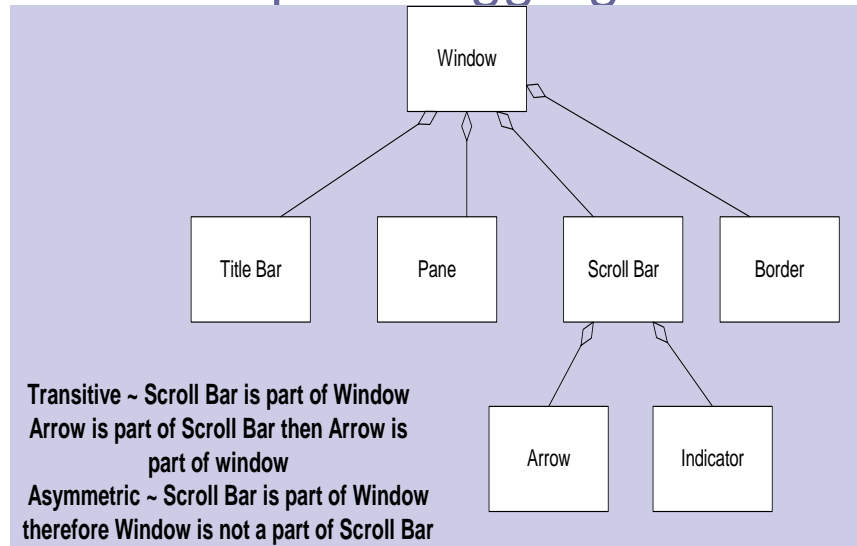 Window
Title Bar
Pane
Scroll Bar
Border
Arrow
Indicator
Transitive ~ Scroll Bar is part of Window
Arrow is part of Scroll Bar then Arrow is
part of window
Asymmetric ~ Scroll Bar is part of Window
therefore Window is not a part of Scroll Bar